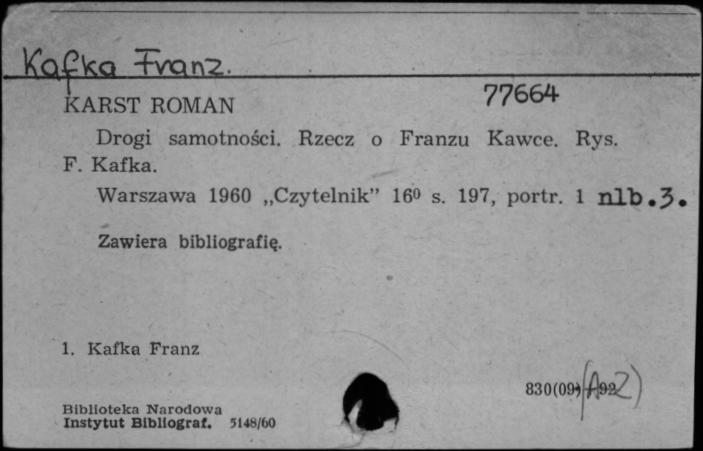 Kafka Franz.
77664
KARST ROMAN
Drogi samotności. Rzecz o Franzu Kawce. Rys.
F. Kafka.
Warszawa 1960 „Czytelnik” 16⁰ s. 197, portr. 1 nlb.3.
Zawiera bibliografię.
1. Kafka Franz
830(09) (A-Z)
Biblioteka Narodowa
Instytut Bibliograf. 5148/60